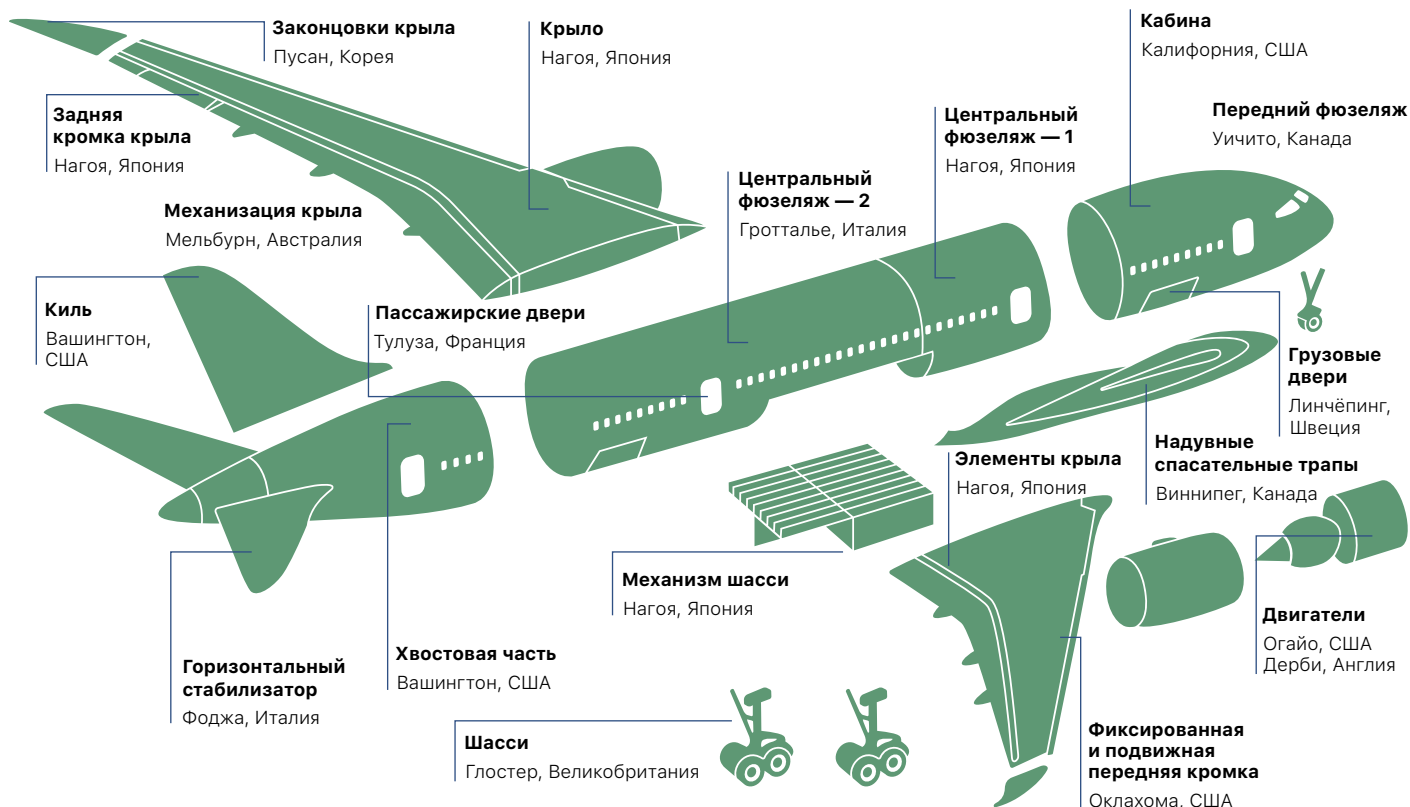 Законцовки крыла
Пусан, Корея
Крыло
Нагоя, Япония
Кабина
Калифорния, США
Задняя
кромка крыла
Нагоя, Япония
Центральный
фюзеляж — 1
Нагоя, Япония
Передний фюзеляж
Уичито, Канада
Центральный
фюзеляж — 2
Гротталье, Италия
Механизация крыла
Мельбурн, Австралия
Киль
Вашингтон,
США
Пассажирские двери
Тулуза, Франция
Грузовые
двери
Линчёпинг,
Швеция
Надувные
спасательные трапы
Виннипег, Канада
Элементы крыла
Нагоя, Япония
Механизм шасси
Нагоя, Япония
Двигатели
Огайо, США
Дерби, Англия
Горизонтальный
стабилизатор
Фоджа, Италия
Хвостовая часть
Вашингтон, США
Шасси
Глостер, Великобритания
Фиксированная
и подвижная
передняя кромка
Оклахома, США